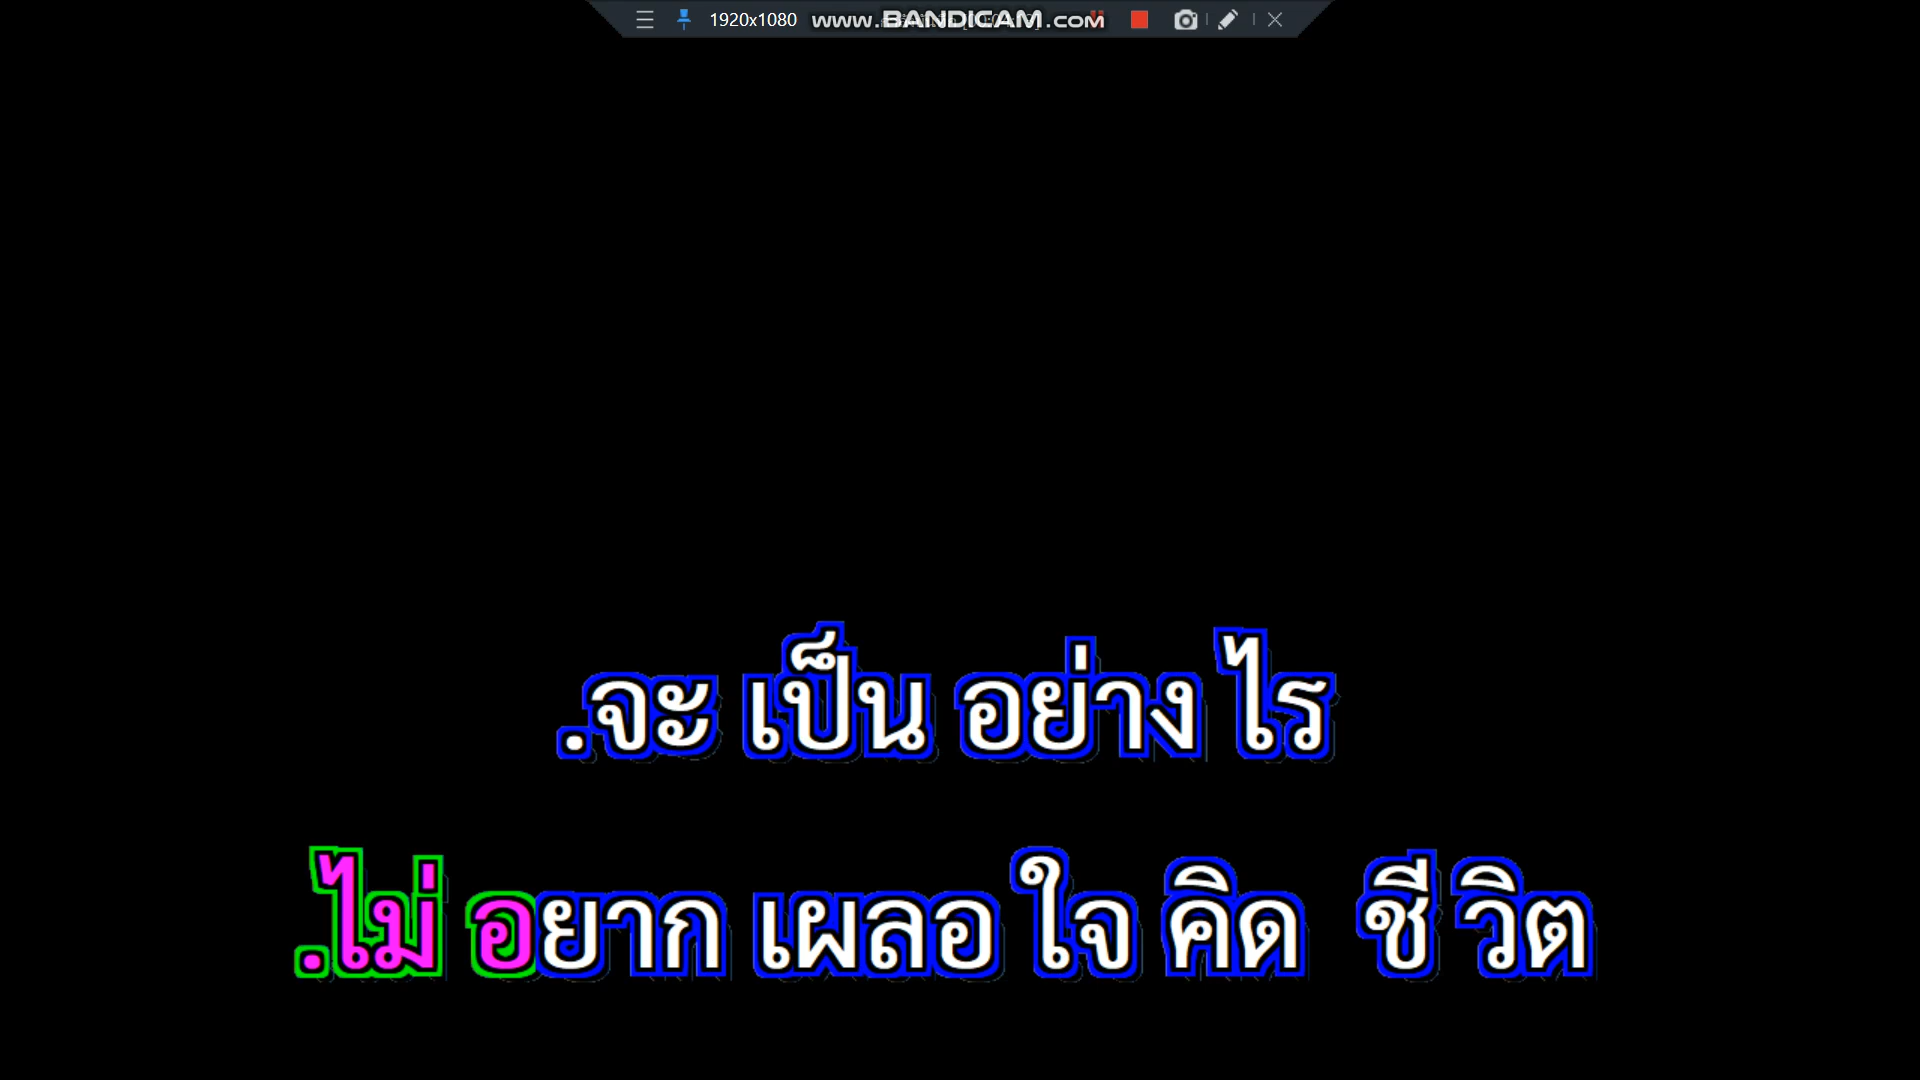 1920x1080 www.BANDICAM.com
.จะ เป็น อย่าง ไร
.ไม่ อยาก เผลอ ใจ คิด ชี วิต